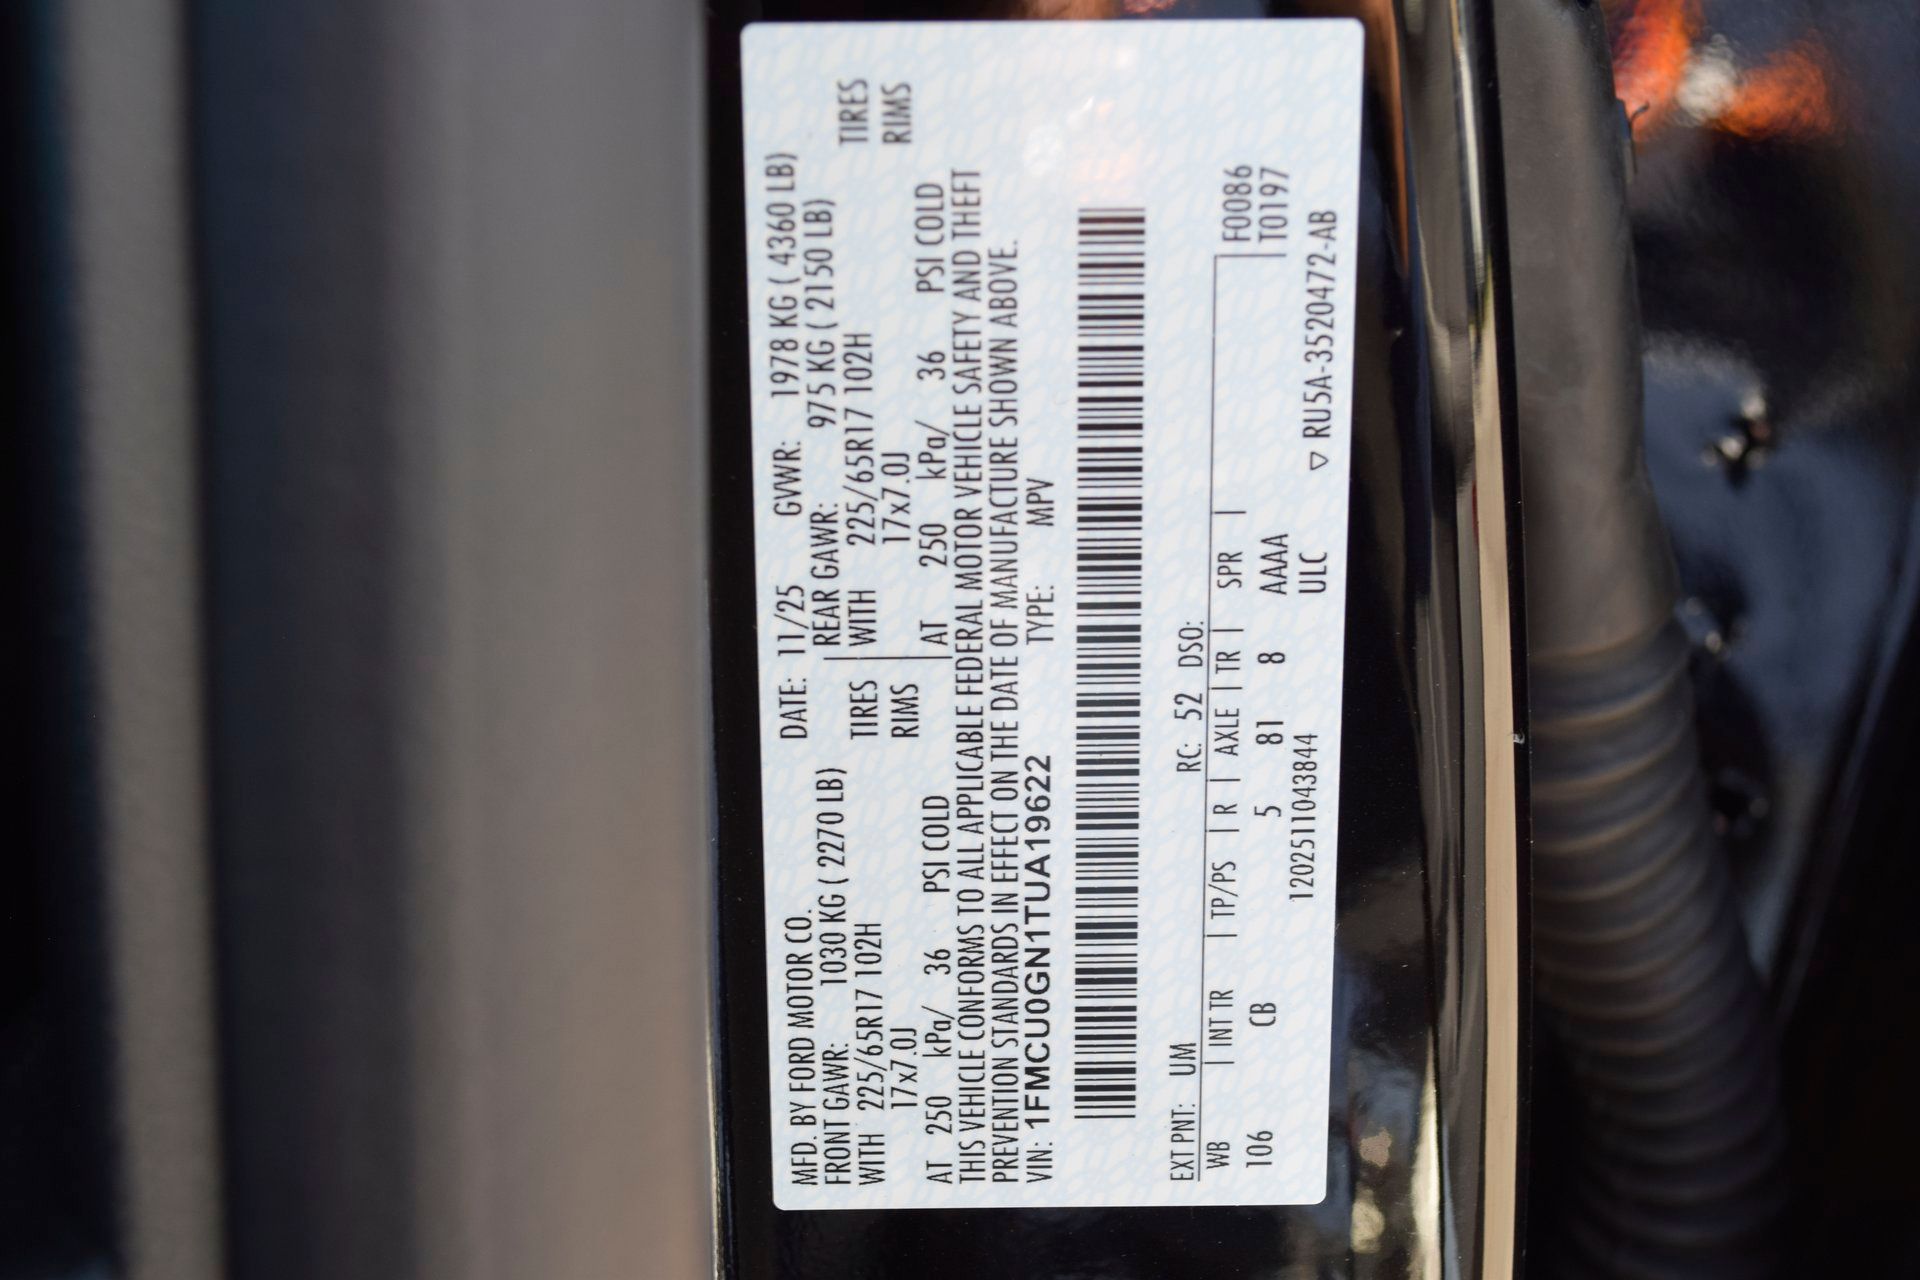 MFD. BY FORD MOTOR CO. DATE: 11/25 GVWR: 1978 KG ( 4360 LB)
FRONT GAWR: 1030 KG ( 2270 LB) REAR GAWR: 975 KG ( 2150 LB)
WITH 225/65R17 102H TIRES WITH 225/65R17 102H TIRES
17x7.0J RIMS 17x7.0J RIMS
AT 250 kPa/ 36 PSI COLD AT 250 kPa/ 36 PSI COLD
THIS VEHICLE CONFORMS TO ALL APPLICABLE FEDERAL MOTOR VEHICLE SAFETY AND THEFT
PREVENTION STANDARDS IN EFFECT ON THE DATE OF MANUFACTURE SHOWN ABOVE.
VIN: 1FMCU0GN1TUA19622 TYPE: MPV
EXT PNT: UM RC: 52 DSO: F0086
WB | INT TR | TP/PS | R | AXLE | TR | SPR | T0197
106 CB 5 81 8 AAAA
120251043844 ULC ▽ RU5A-3520472-AB